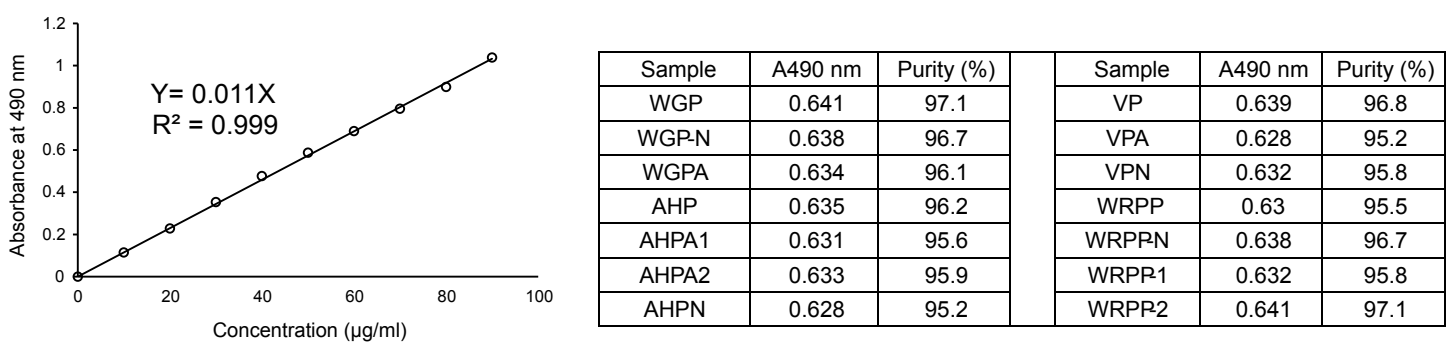 1.2
1
0.8
0.6
0.4
0.2
0
Absorbance at 490 nm
Y= 0.011X
R² = 0.999
0 20 40 60 80 100
Concentration (µg/ml)
Sample A490 nm Purity (%) Sample A490 nm Purity (%)
WGP 0.641 97.1 VP 0.639 96.8
WGP-N 0.638 96.7 VPA 0.628 95.2
WGPA 0.634 96.1 VPN 0.632 95.8
AHP 0.635 96.2 WRPP 0.63 95.5
AHPA1 0.631 95.6 WRPP-N 0.638 96.7
AHPA2 0.633 95.9 WRPP-1 0.632 95.8
AHPN 0.628 95.2 WRPP-2 0.641 97.1